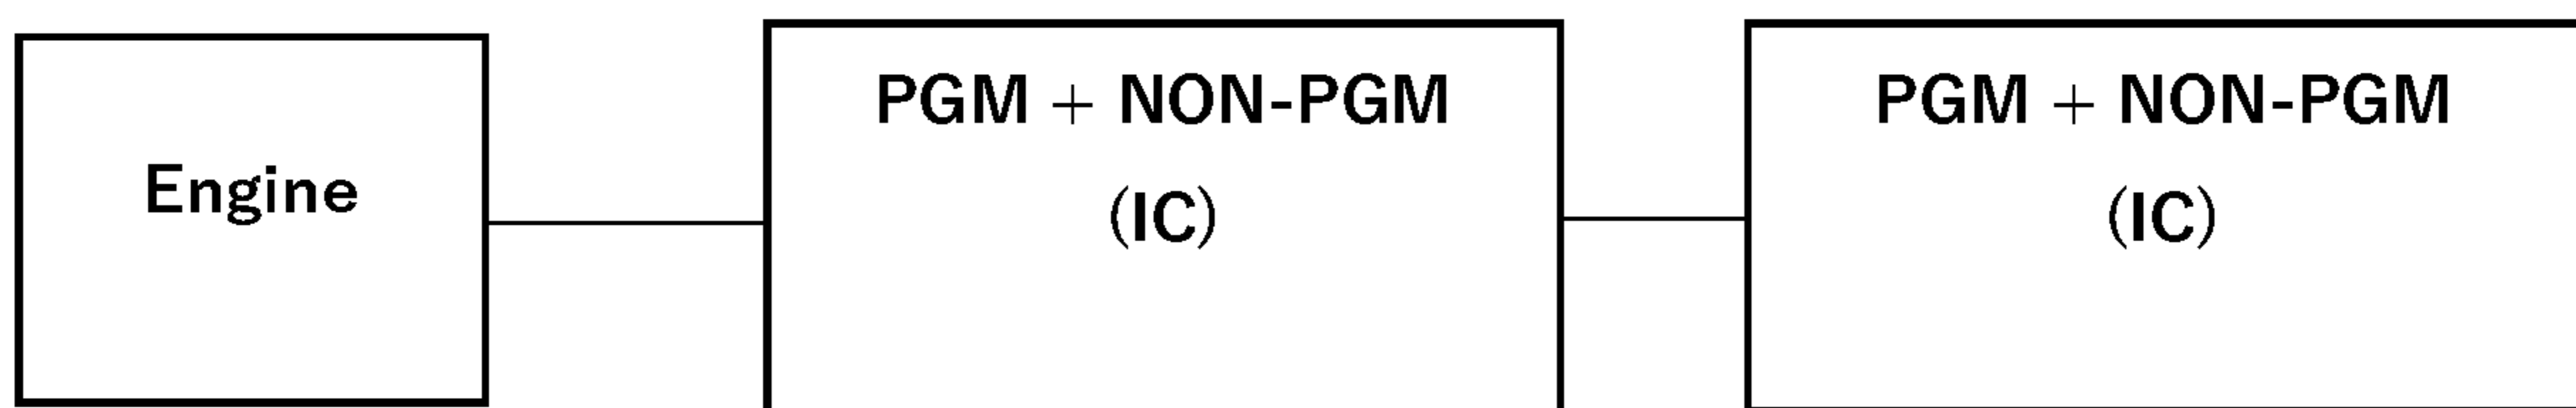 Engine
PGM + NON-PGM
(IC)
PGM + NON-PGM
(IC)